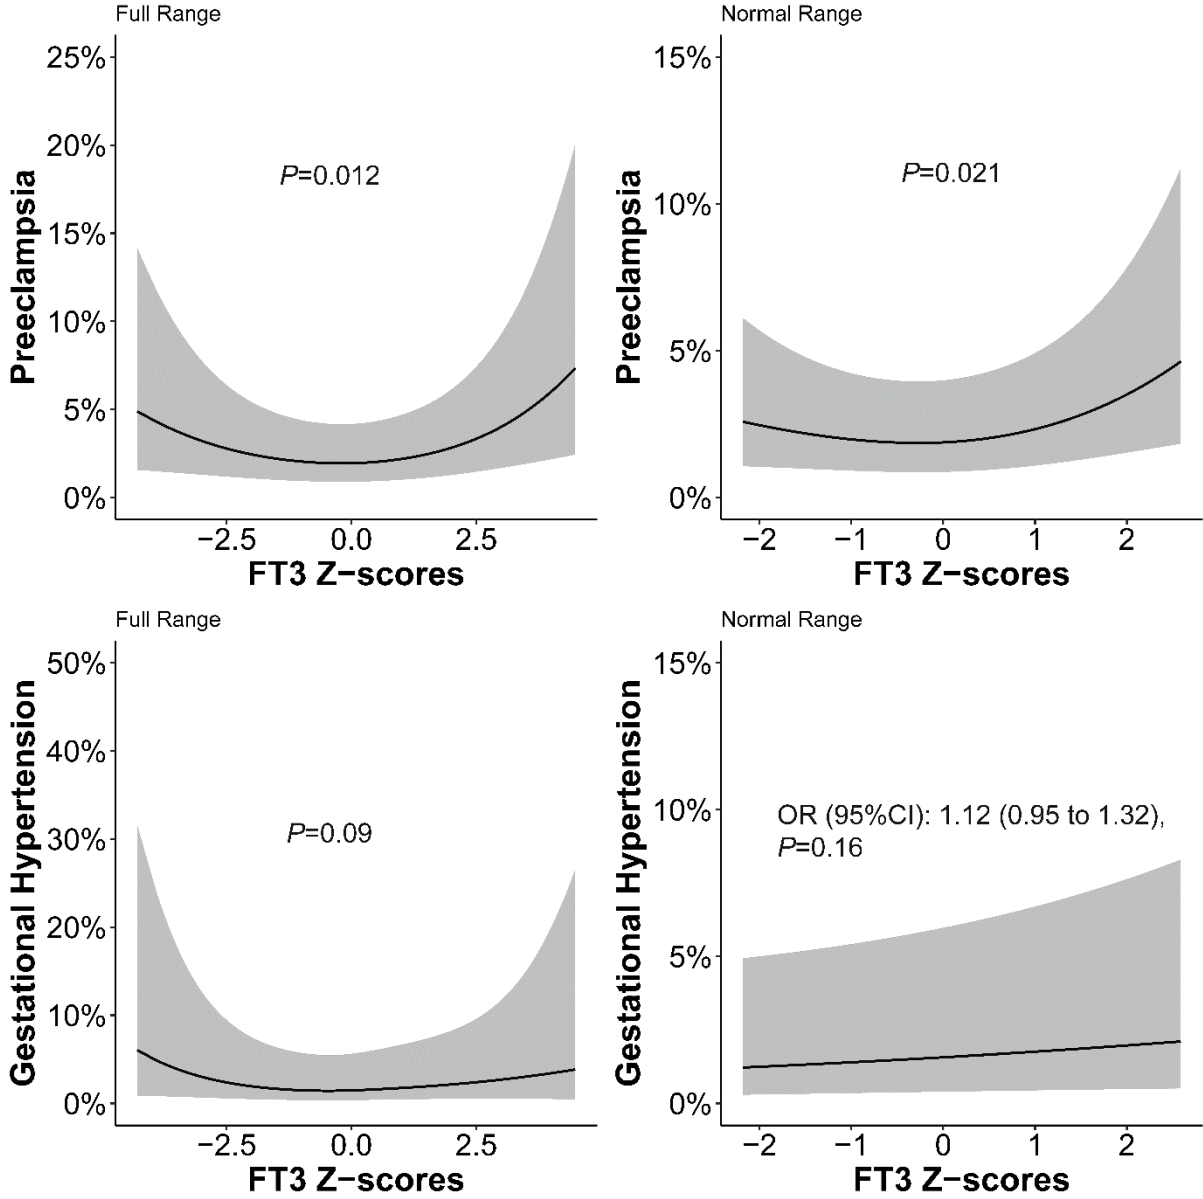 Full Range
25%
20%
15%
10%
5%
0%
Preeclampsia
P=0.012
−2.5 0.0 2.5
FT3 Z−scores
Normal Range
15%
10%
5%
0%
Preeclampsia
P=0.021
−2 −1 0 1 2
FT3 Z−scores
Full Range
50%
40%
30%
20%
10%
0%
Gestational Hypertension
P=0.09
−2.5 0.0 2.5
FT3 Z−scores
Normal Range
15%
10%
5%
0%
Gestational Hypertension
OR (95%CI): 1.12 (0.95 to 1.32),
P=0.16
−2 −1 0 1 2
FT3 Z−scores